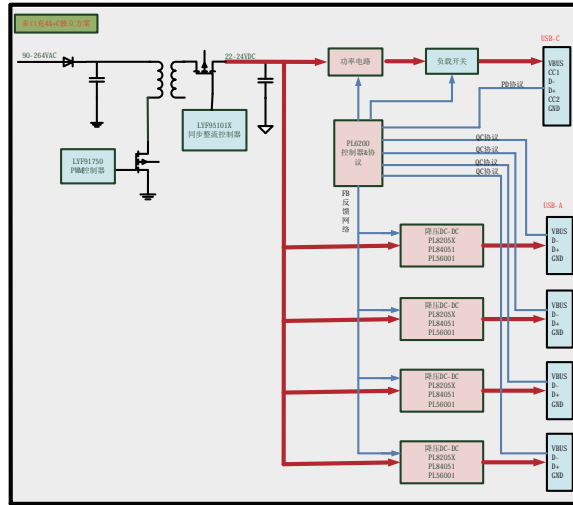 多口充4A+C独立方案
90-264VAC
22-24VDC
功率电路
负载开关
USB-C
VBUS
CC1
D-
D+
CC2
GND
PD协议
LYF95101X
同步整流控制器
LYF91750
PWM控制器
PL6200
控制器&协
议
QC协议
QC协议
QC协议
QC协议
FB
反
馈
网
络
USB-A
降压DC-DC
PL8205X
PL84051
PL56001
VBUS
D-
D+
GND
降压DC-DC
PL8205X
PL84051
PL56001
VBUS
D-
D+
GND
降压DC-DC
PL8205X
PL84051
PL56001
VBUS
D-
D+
GND
降压DC-DC
PL8205X
PL84051
PL56001
VBUS
D-
D+
GND